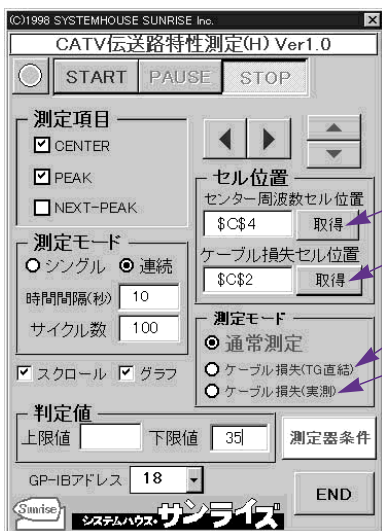 (C)1998 SYSTEMHOUSE SUNRISE Inc.
CATV伝送路特性測定(H) Ver1.0
START PAUSE STOP
測定項目
CENTER
PEAK
NEXT-PEAK
セル位置
センター周波数セル位置
$C$4 取得
ケーブル損失セル位置
$C$2 取得
測定モード
シングル 連続
時間間隔(秒) 10
サイクル数 100
測定モード
通常測定
ケーブル損失(TG直結)
ケーブル損失(実測)
スクロール グラフ
判定値
上限値 下限値 35
測定器条件
GP-IBアドレス 18
END
Sunrise システムハウス・サンライズ